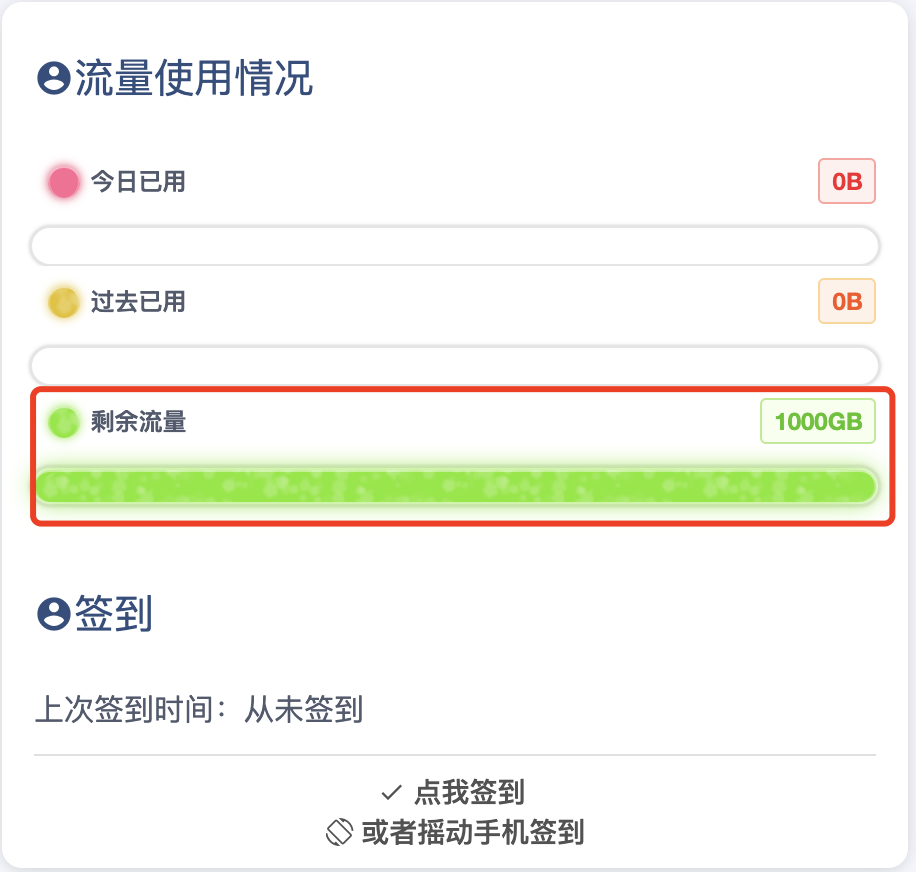 流量使用情况
今日已用 0B
过去已用 0B
剩余流量 1000GB
签到
上次签到时间：从未签到
点我签到
或者摇动手机签到